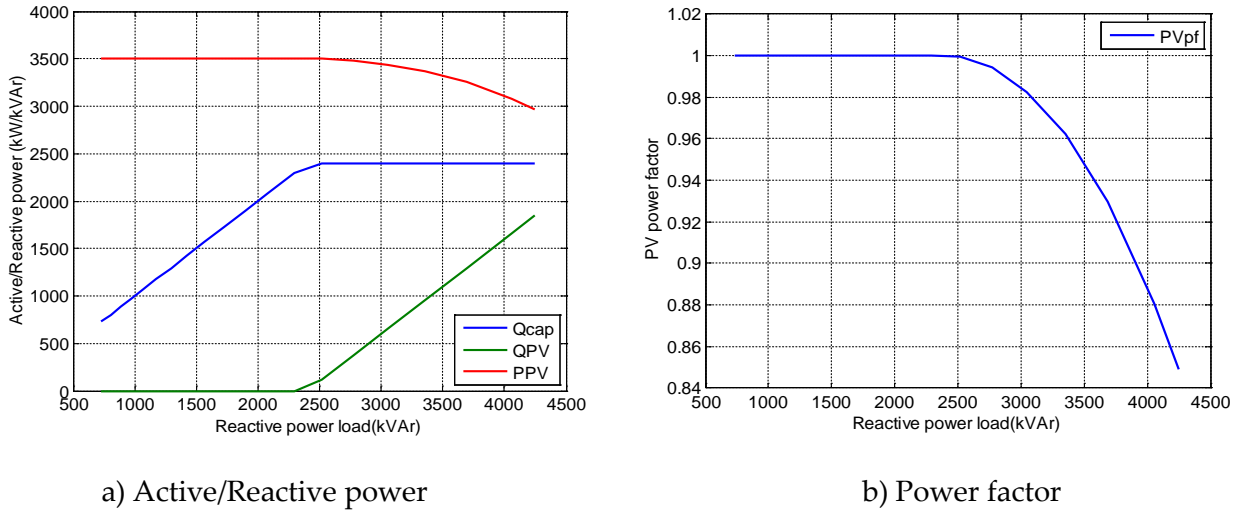 4000
3500
3000
2500
2000
1500
1000
500
0
Active/Reactive power (kW/kVAr)
Qcap
QPV
PPV
500 1000 1500 2000 2500 3000 3500 4000 4500
Reactive power load(kVAr)
a) Active/Reactive power
1.02
1
0.98
0.96
0.94
0.92
0.9
0.88
0.86
0.84
PV power factor
PVpf
500 1000 1500 2000 2500 3000 3500 4000 4500
Reactive power load(kVAr)
b) Power factor